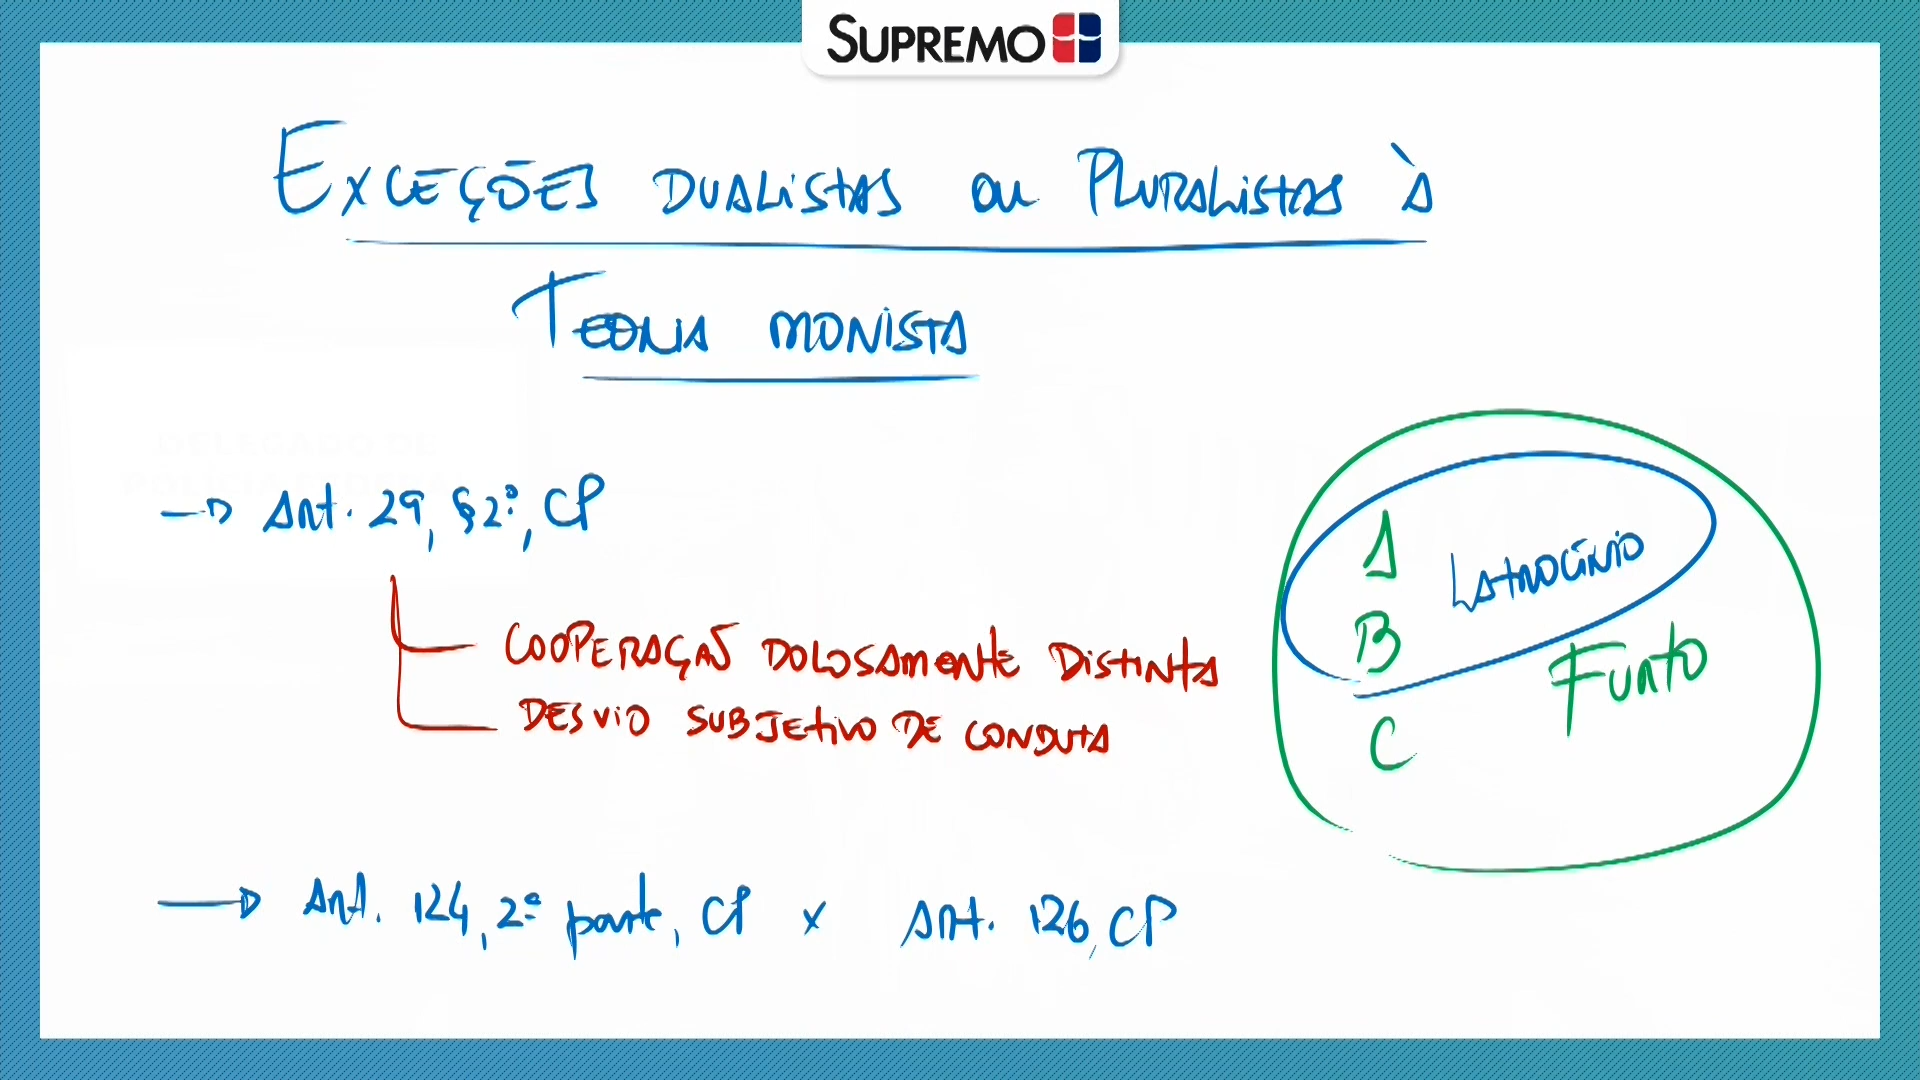 SUPREMO
EXCEÇÕES DUALISTAS OU PLURALISTAS À
TEORIA MONISTA
→ Art. 29, §2º, CP
COOPERAÇÃO DOLOSAMENTE DISTINTA
DESVIO SUBJETIVO DE CONDUTA
A
LATROCÍNIO
B
FURTO
C
→ Art. 124, 2ª parte, CP x Art. 126, CP